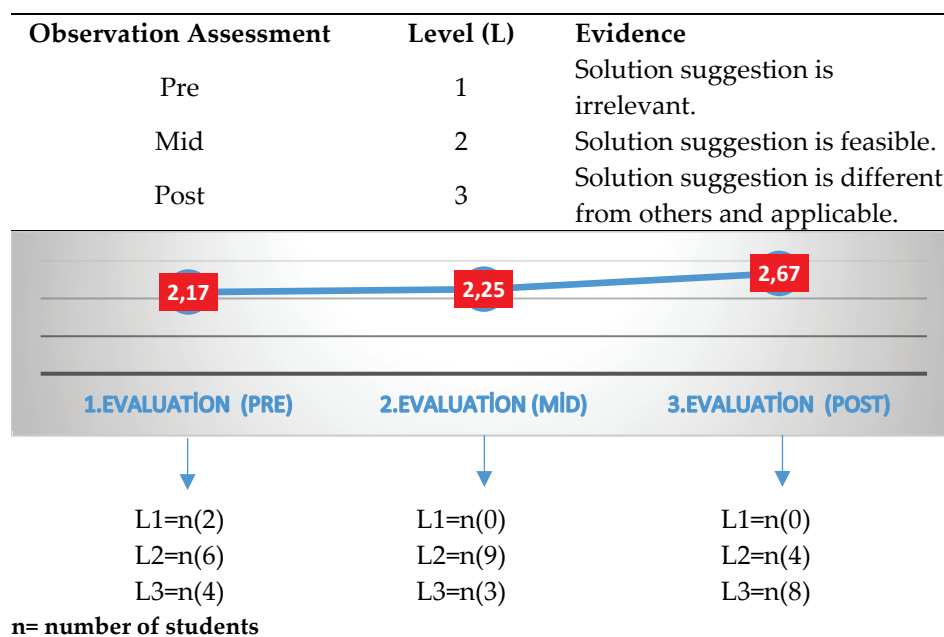 Observation Assessment Level (L) Evidence
Pre 1 Solution suggestion is
irrelevant.
Mid 2 Solution suggestion is feasible.
Post 3 Solution suggestion is different
from others and applicable.
2,17 2,25 2,67
1.EVALUATİON (PRE) 2.EVALUATİON (MİD) 3.EVALUATİON (POST)
L1=n(2) L1=n(0) L1=n(0)
L2=n(6) L2=n(9) L2=n(4)
L3=n(4) L3=n(3) L3=n(8)
n= number of students